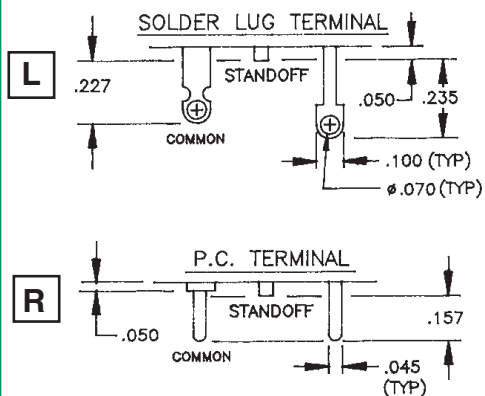 SOLDER LUG TERMINAL
L
.227
STANDOFF
.050
.235
COMMON
.100 (TYP)
ø.070 (TYP)
P.C. TERMINAL
R
.050
STANDOFF
.157
COMMON
.045
(TYP)